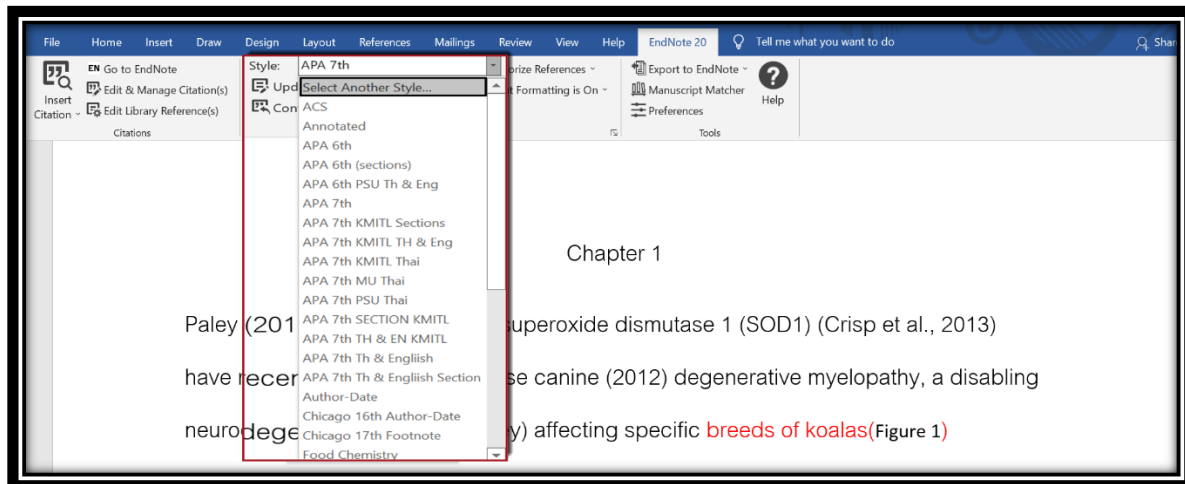 File Home Insert Draw Design Layout References Mailings Review View Help EndNote 20 Tell me what you want to do Shar
EN Go to EndNote
Edit & Manage Citation(s)
Edit Library Reference(s)
Insert
Citation
Citations
Style: APA 7th
Upd
Con
orize References
t Formatting is On
Export to EndNote
Manuscript Matcher
Preferences
Help
Tools
Select Another Style...
ACS
Annotated
APA 6th
APA 6th (sections)
APA 6th PSU Th & Eng
APA 7th
APA 7th KMITL Sections
APA 7th KMITL TH & Eng
APA 7th KMITL Thai
APA 7th MU Thai
APA 7th PSU Thai
APA 7th SECTION KMITL
APA 7th TH & EN KMITL
APA 7th Th & Engliish
APA 7th Th & Engliish Section
Author-Date
Chicago 16th Author-Date
Chicago 17th Footnote
Food Chemistry
Chapter 1
Paley (201 superoxide dismutase 1 (SOD1) (Crisp et al., 2013)
have recen se canine (2012) degenerative myelopathy, a disabling
neurodege y) affecting specific breeds of koalas(Figure 1)